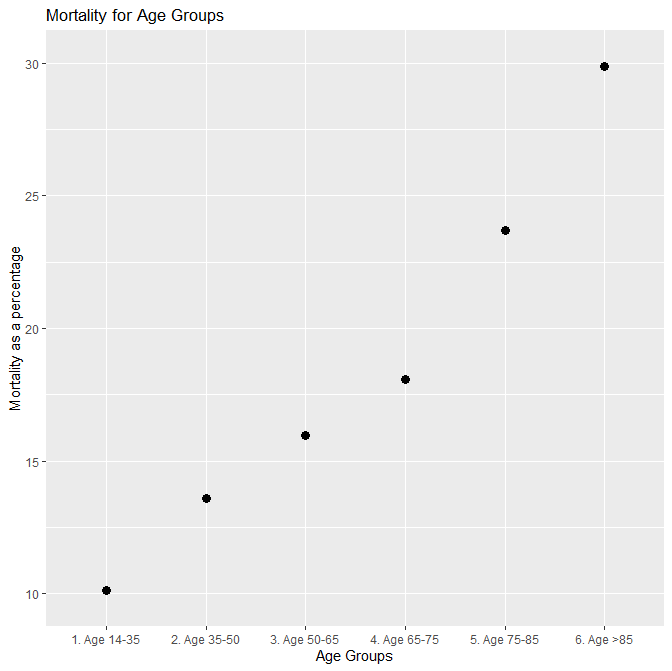 Mortality for Age Groups
Mortality as a percentage
30
25
20
15
10
1. Age 14-35 2. Age 35-50 3. Age 50-65 4. Age 65-75 5. Age 75-85 6. Age >85
Age Groups